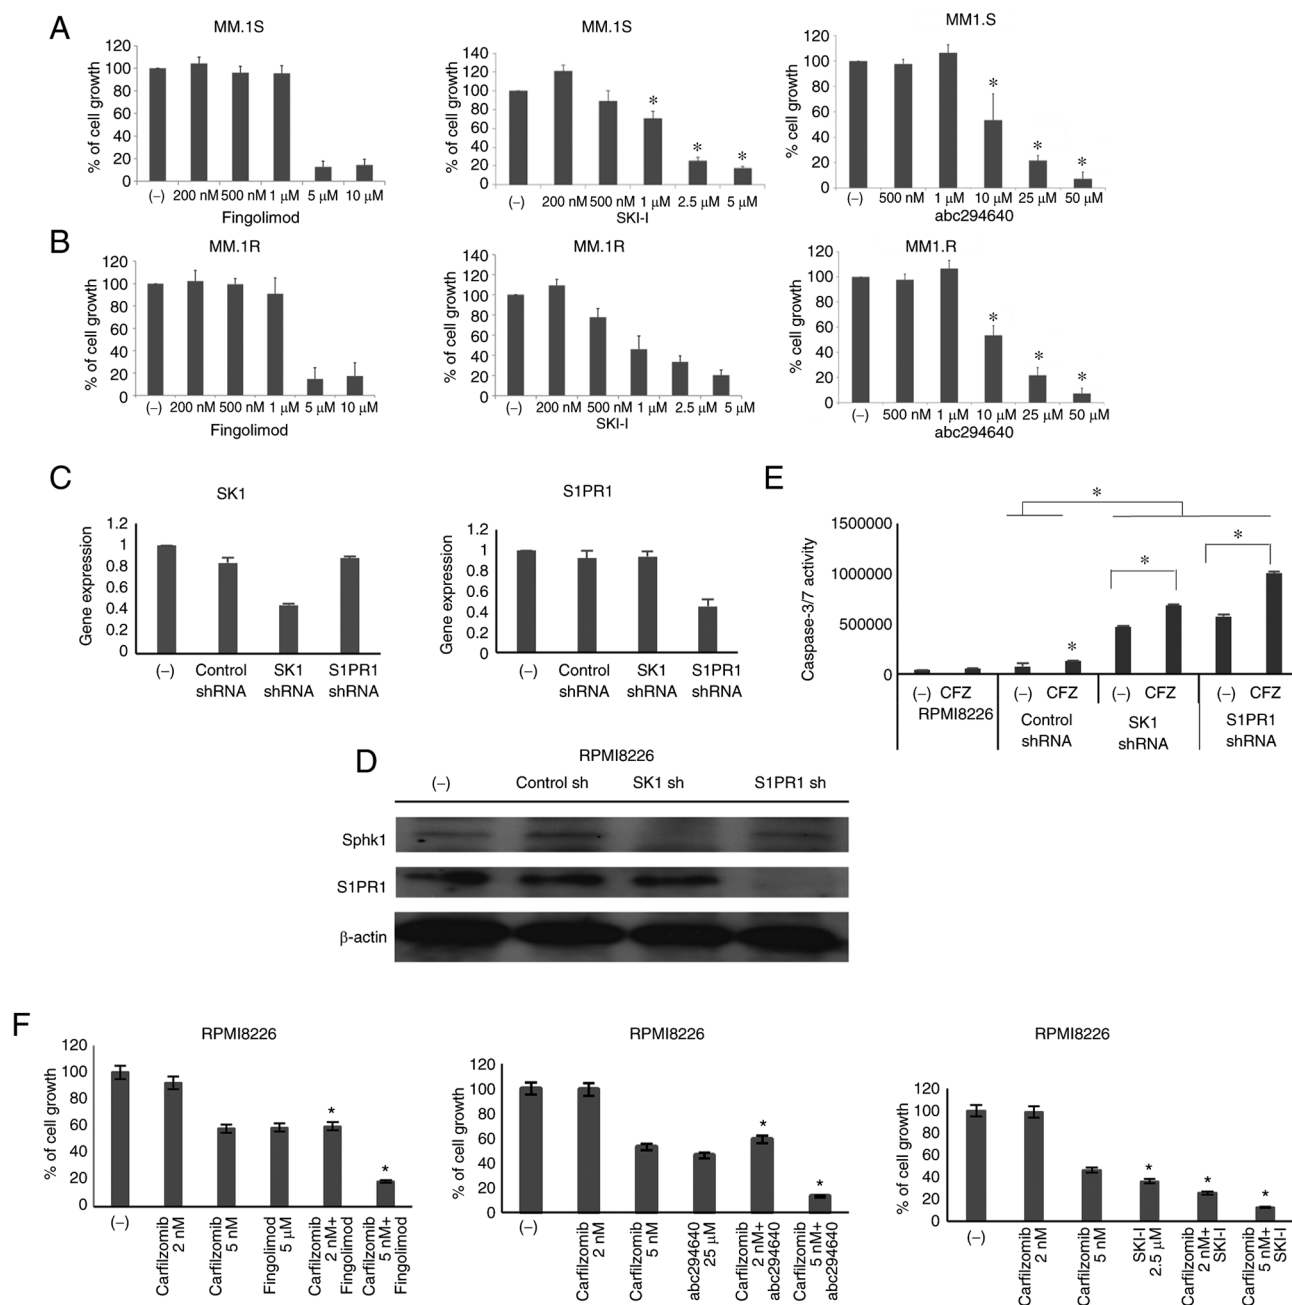 A
MM.1S
% of cell growth
120
100
80
60
40
20
0
(−) 200 nM 500 nM 1 μM 5 μM 10 μM
Fingolimod
MM.1S
% of cell growth
140
120
100
80
60
40
20
0
* * *
(−) 200 nM 500 nM 1 μM 2.5 μM 5 μM
SKI-I
MM1.S
% of cell growth
120
100
80
60
40
20
0
* * *
(−) 500 nM 1 μM 10 μM 25 μM 50 μM
abc294640
B
MM.1R
% of cell growth
120
100
80
60
40
20
0
(−) 200 nM 500 nM 1 μM 5 μM 10 μM
Fingolimod
MM.1R
% of cell growth
140
120
100
80
60
40
20
0
(−) 200 nM 500 nM 1 μM 2.5 μM 5 μM
SKI-I
MM1.R
% of cell growth
120
100
80
60
40
20
0
* * *
(−) 500 nM 1 μM 10 μM 25 μM 50 μM
abc294640
C
SK1
Gene expression
1.2
1
0.8
0.6
0.4
0.2
0
(−) Control SK1 S1PR1
shRNA shRNA shRNA
S1PR1
Gene expression
1.2
1
0.8
0.6
0.4
0.2
0
(−) Control SK1 S1PR1
shRNA shRNA shRNA
E
Caspase-3/7 activity
1500000
1000000
500000
0
* * * *
(−) CFZ (−) CFZ (−) CFZ (−) CFZ
RPMI8226 Control SK1 S1PR1
shRNA shRNA shRNA
D
RPMI8226
(−) Control sh SK1 sh S1PR1 sh
Sphk1
S1PR1
β-actin
F
RPMI8226
% of cell growth
120
100
80
60
40
20
0
* *
(−)
Carfilzomib
2 nM
Carfilzomib
5 nM
Fingolimod
5 μM
Carfilzomib
2 nM+
Fingolimod
Carfilzomib
5 nM+
Fingolimod
RPMI8226
% of cell growth
120
100
80
60
40
20
0
* *
(−)
Carfilzomib
2 nM
Carfilzomib
5 nM
abc294640
25 μM
Carfilzomib
2 nM+
abc294640
Carfilzomib
5 nM+
abc294640
RPMI8226
% of cell growth
120
100
80
60
40
20
0
* * *
(−)
Carfilzomib
2 nM
Carfilzomib
5 nM
SKI-I
2.5 μM
Carfilzomib
2 nM+
SKI-I
Carfilzomib
5 nM+
SKI-I